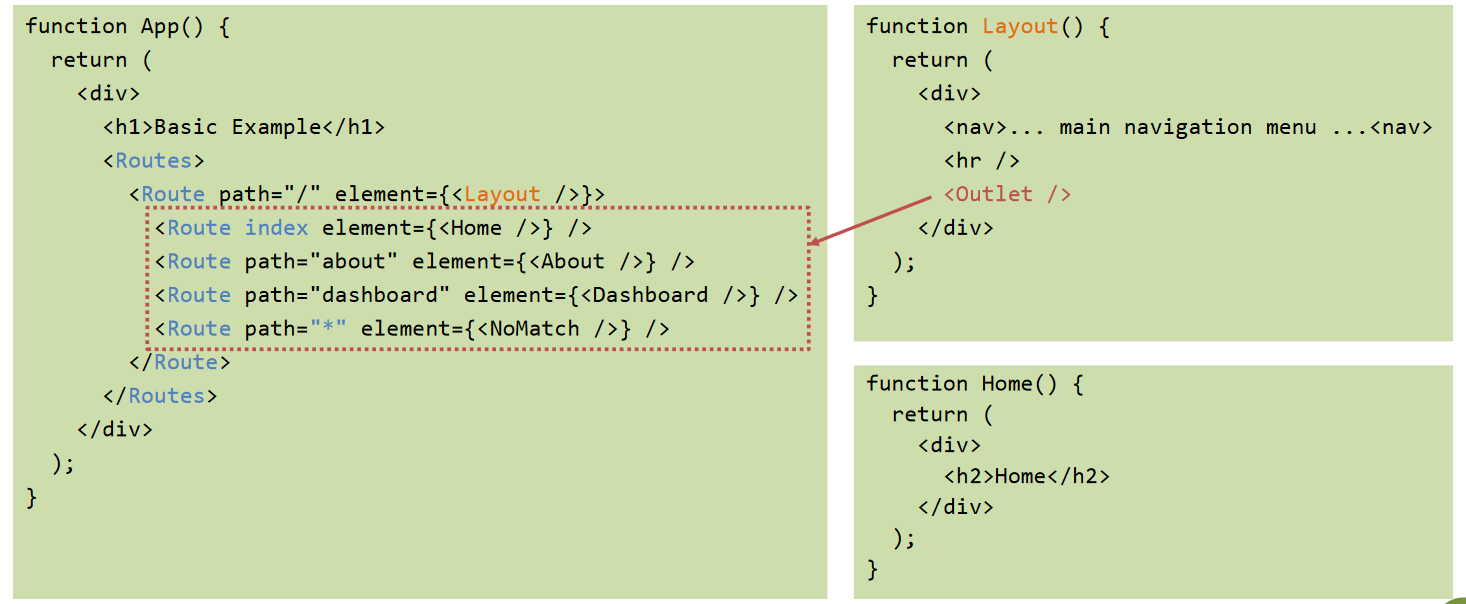 function App() {
  return (
    <div>
      <h1>Basic Example</h1>
      <Routes>
        <Route path="/" element={<Layout />}>
          <Route index element={<Home />} />
          <Route path="about" element={<About />} />
          <Route path="dashboard" element={<Dashboard />} />
          <Route path="*" element={<NoMatch />} />
        </Route>
      </Routes>
    </div>
  );
}
function Layout() {
  return (
    <div>
      <nav>... main navigation menu ...<nav>
      <hr />
      <Outlet />
    </div>
  );
}
function Home() {
  return (
    <div>
      <h2>Home</h2>
    </div>
  );
}